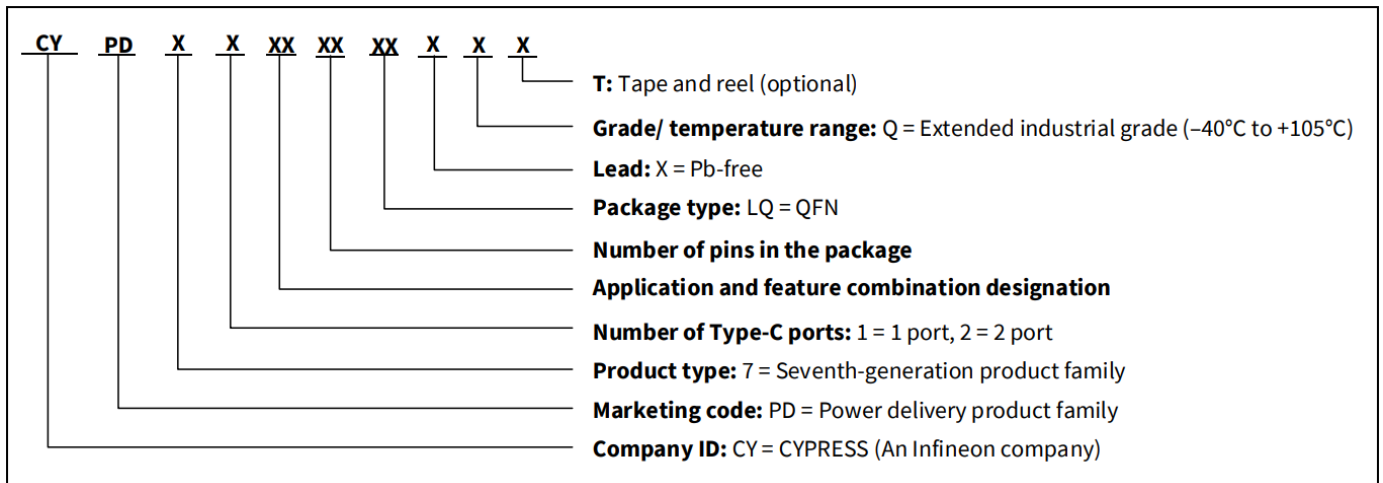 CY PD X X XX XX XX X X X
T: Tape and reel (optional)
Grade/ temperature range: Q = Extended industrial grade (–40°C to +105°C)
Lead: X = Pb-free
Package type: LQ = QFN
Number of pins in the package
Application and feature combination designation
Number of Type-C ports: 1 = 1 port, 2 = 2 port
Product type: 7 = Seventh-generation product family
Marketing code: PD = Power delivery product family
Company ID: CY = CYPRESS (An Infineon company)